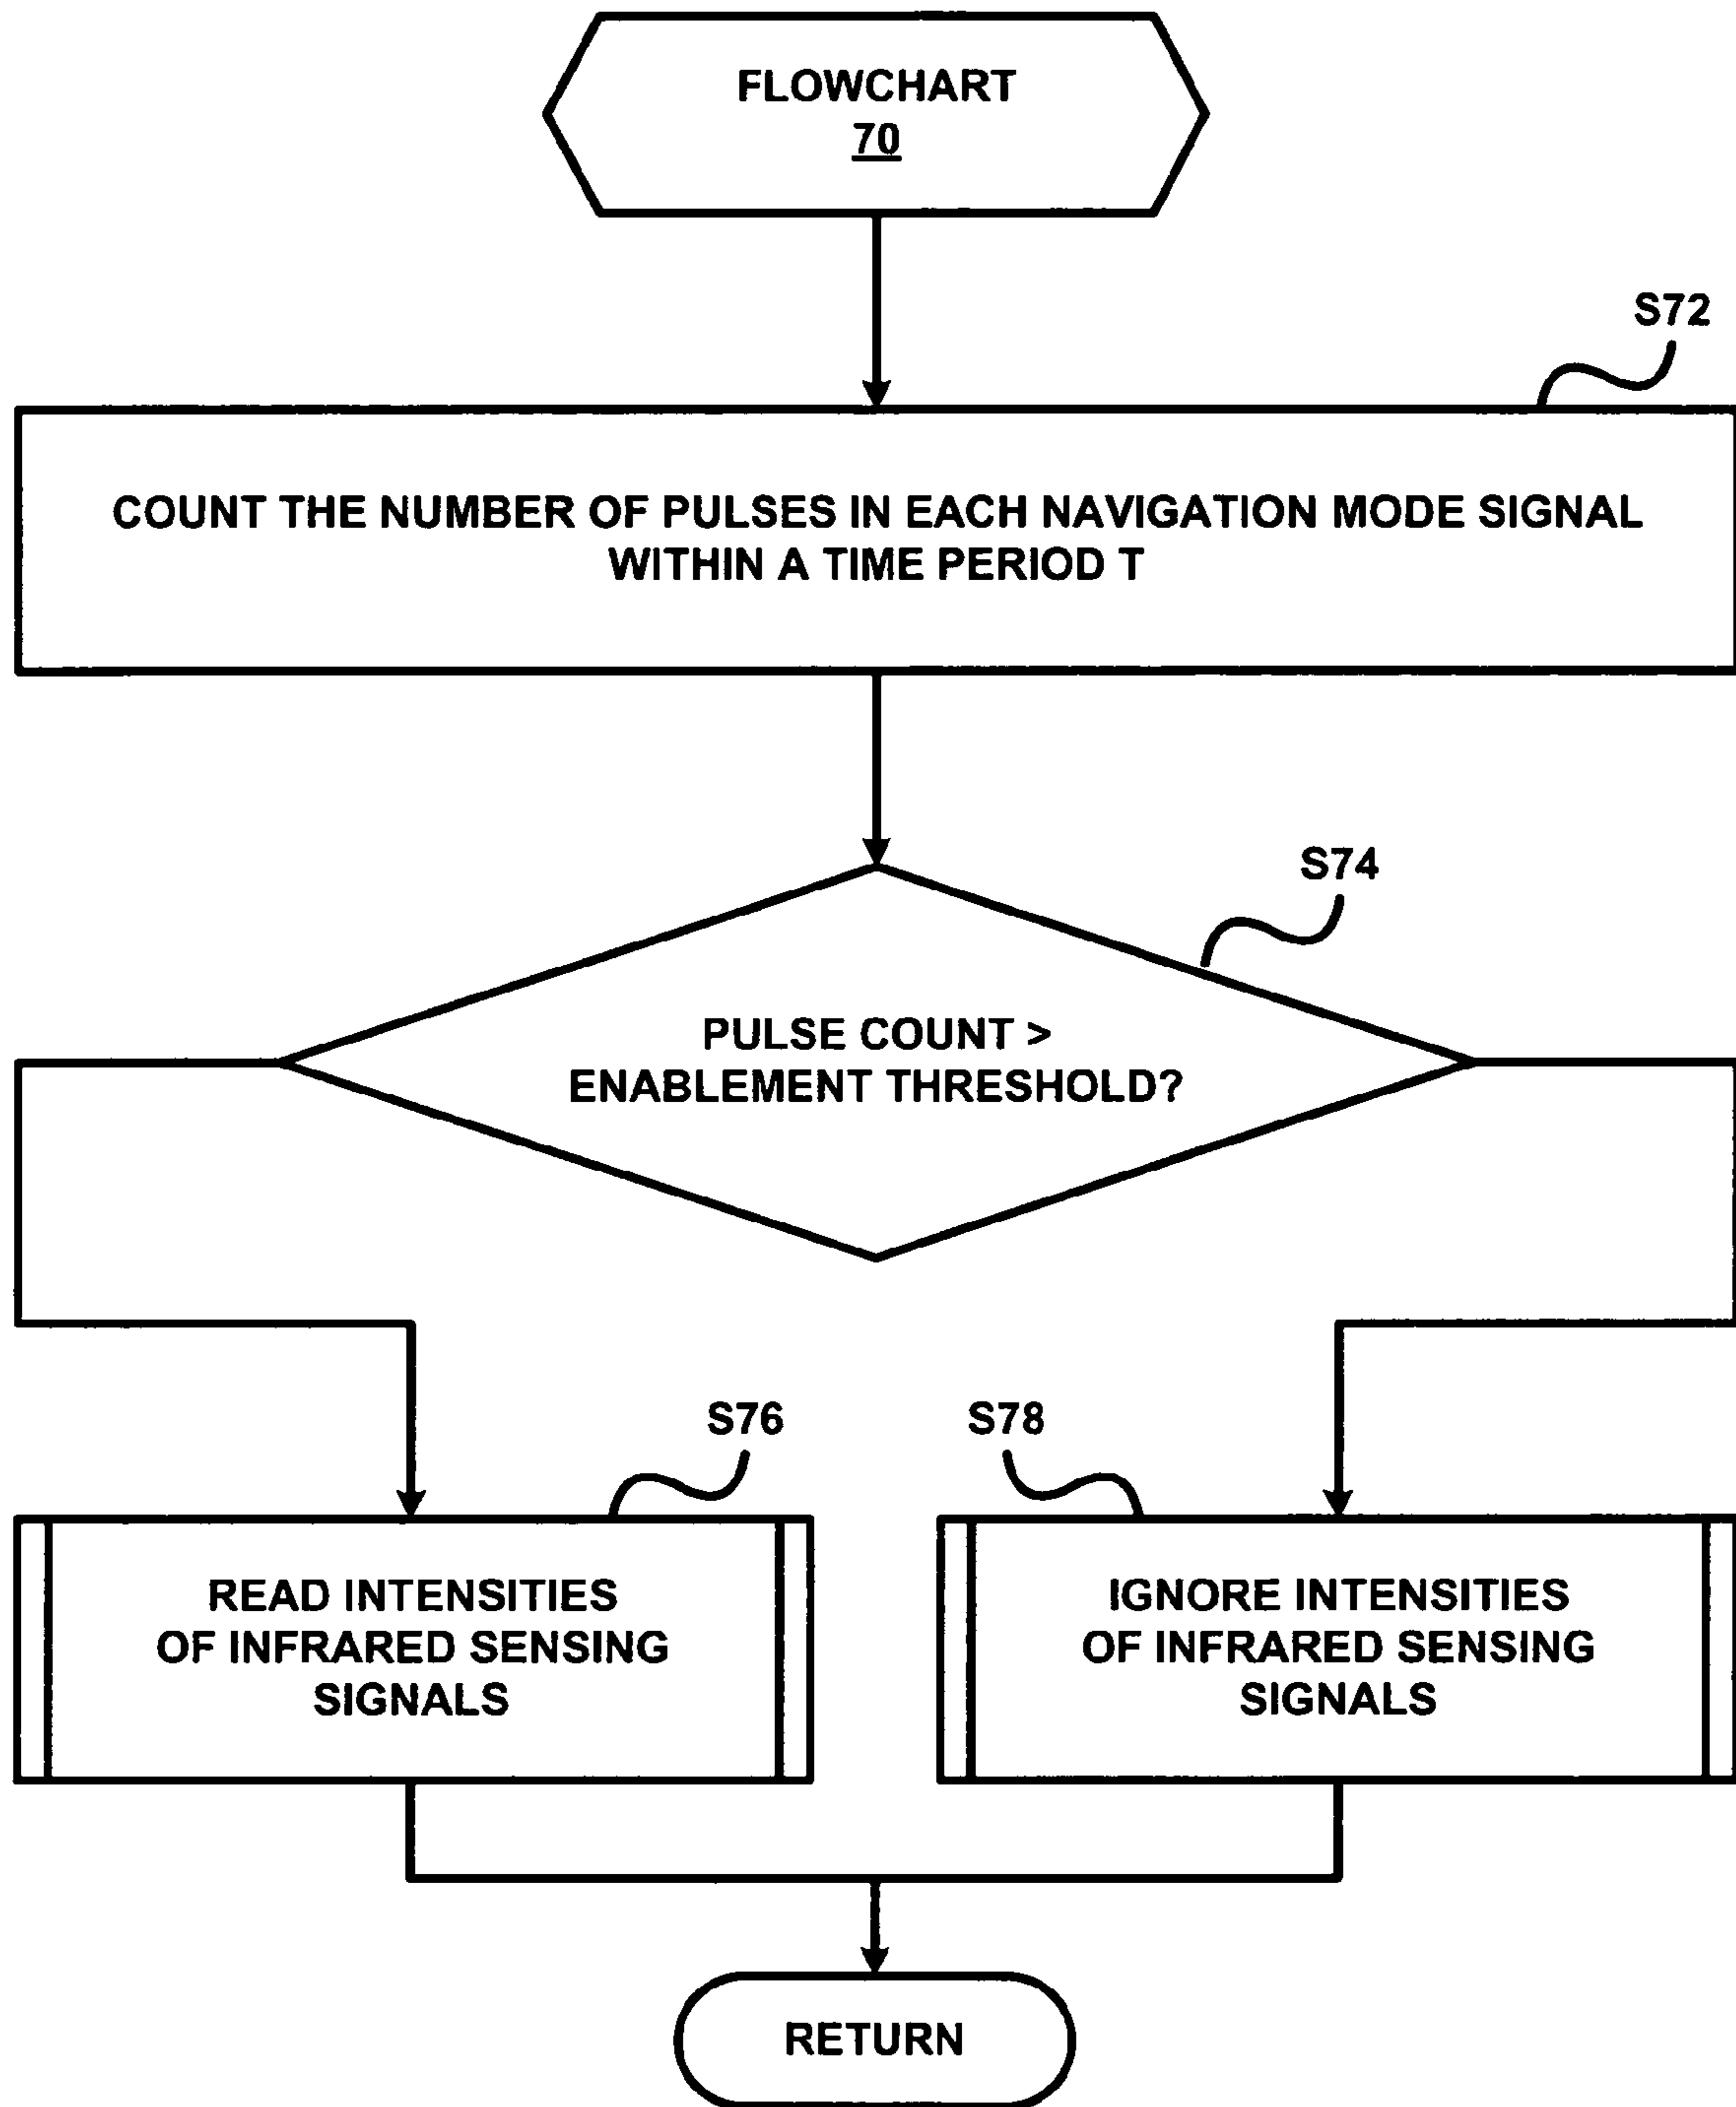 FLOWCHART
70
S72
COUNT THE NUMBER OF PULSES IN EACH NAVIGATION MODE SIGNAL
WITHIN A TIME PERIOD T
S74
PULSE COUNT >
ENABLEMENT THRESHOLD?
S76
S78
READ INTENSITIES
OF INFRARED SENSING
SIGNALS
IGNORE INTENSITIES
OF INFRARED SENSING
SIGNALS
RETURN